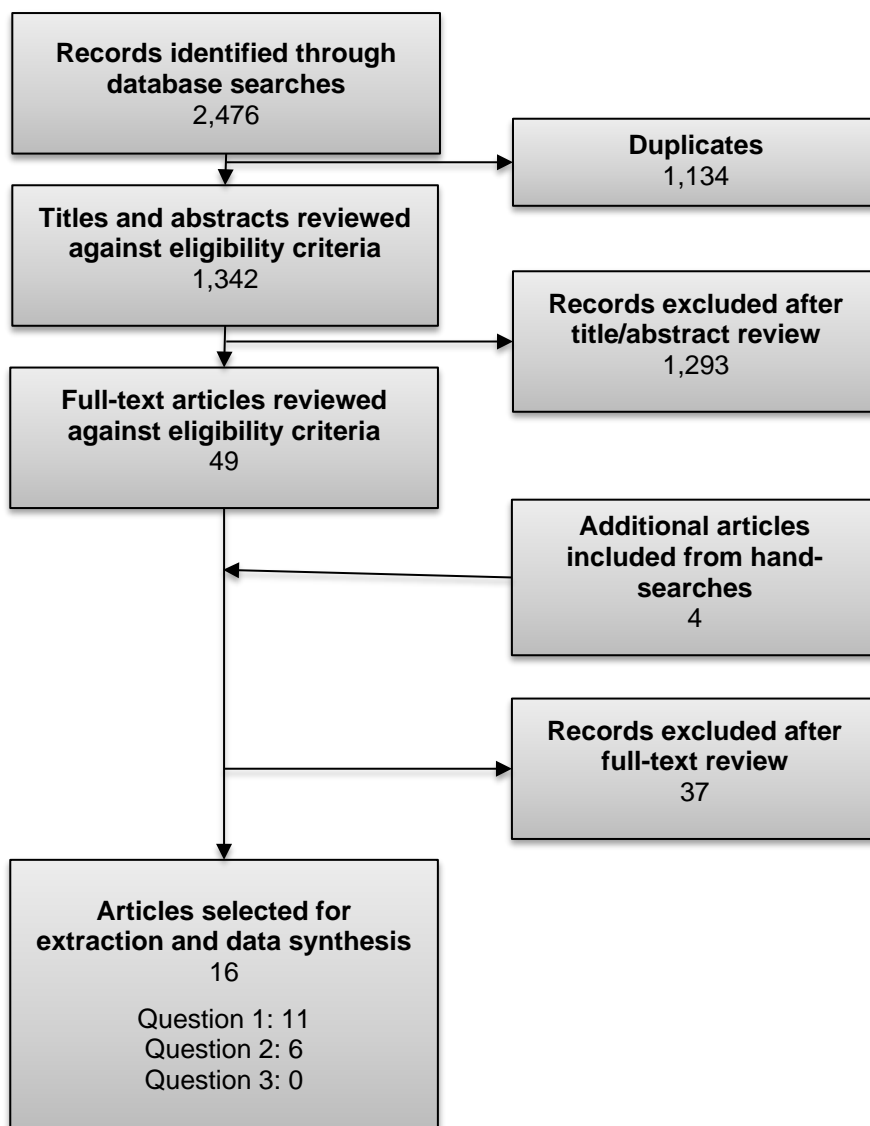 Records identified through
database searches
2,476
Duplicates
1,134
Titles and abstracts reviewed
against eligibility criteria
1,342
Records excluded after
title/abstract review
1,293
Full-text articles reviewed
against eligibility criteria
49
Additional articles
included from hand-
searches
4
Records excluded after
full-text review
37
Articles selected for
extraction and data synthesis
16
Question 1: 11
Question 2: 6
Question 3: 0